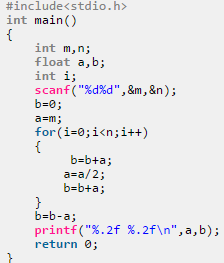 #include<stdio.h>
int main()
{
    int m,n;
    float a,b;
    int i;
    scanf("%d%d",&m,&n);
    b=0;
    a=m;
    for(i=0;i<n;i++)
    {
         b=b+a;
        a=a/2;
        b=b+a;
    }
    b=b-a;
    printf("%.2f %.2f\n",a,b);
    return 0;
}